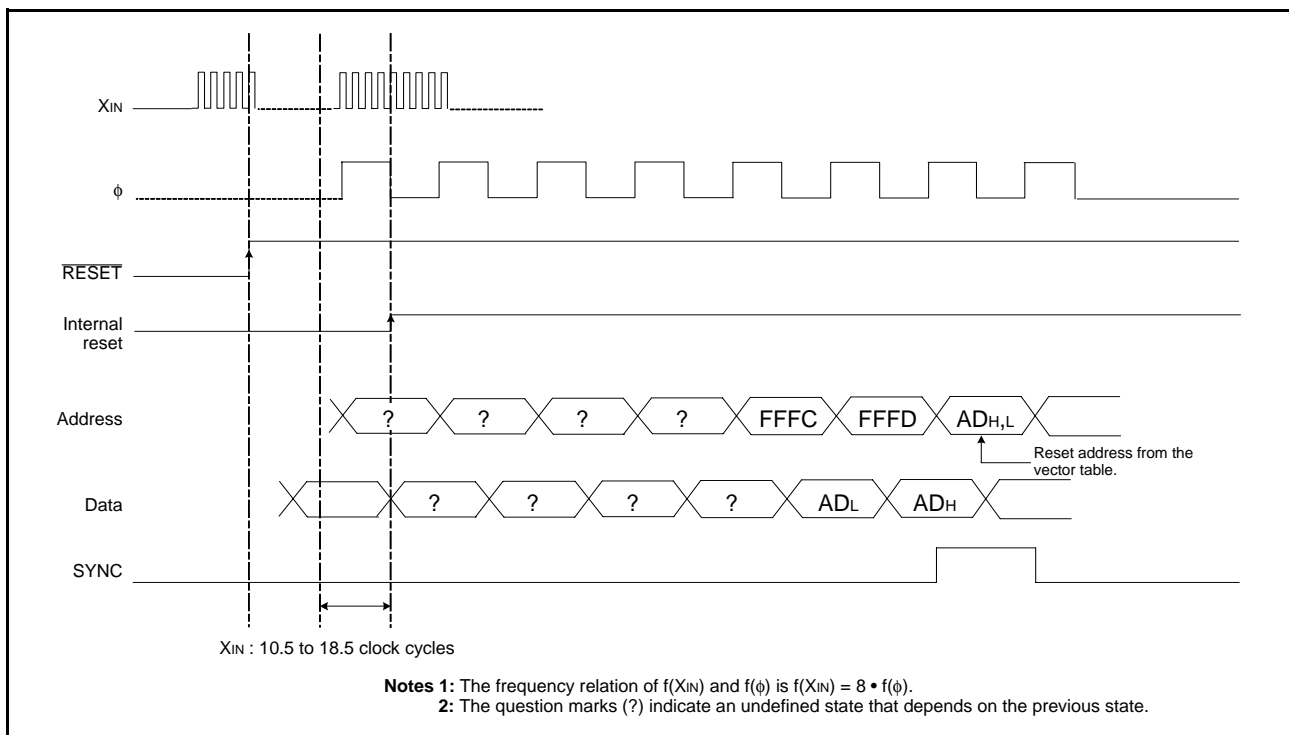 XIN
ϕ
RESET
Internal
reset
Address
? ? ? ? FFFC FFFD ADH,L
Reset address from the
vector table.
Data
? ? ? ? ADL ADH
SYNC
XIN : 10.5 to 18.5 clock cycles
Notes 1: The frequency relation of f(XIN) and f(ϕ) is f(XIN) = 8 • f(ϕ).
2: The question marks (?) indicate an undefined state that depends on the previous state.